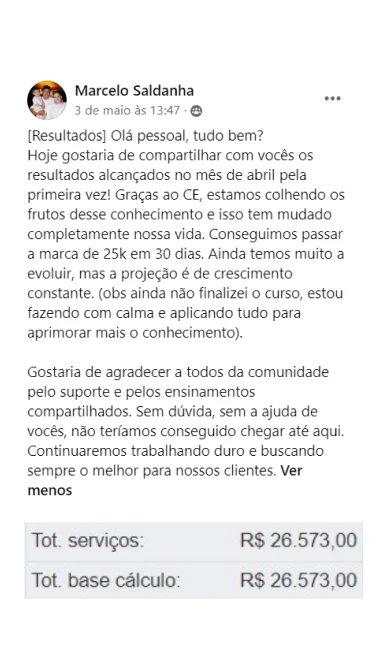 Marcelo Saldanha
3 de maio às 13:47 ·
[Resultados] Olá pessoal, tudo bem?
Hoje gostaria de compartilhar com vocês os
resultados alcançados no mês de abril pela
primeira vez! Graças ao CE, estamos colhendo os
frutos desse conhecimento e isso tem mudado
completamente nossa vida. Conseguimos passar
a marca de 25k em 30 dias. Ainda temos muito a
evoluir, mas a projeção é de crescimento
constante. (obs ainda não finalizei o curso, estou
fazendo com calma e aplicando tudo para
aprimorar mais o conhecimento).
Gostaria de agradecer a todos da comunidade
pelo suporte e pelos ensinamentos
compartilhados. Sem dúvida, sem a ajuda de
vocês, não teríamos conseguido chegar até aqui.
Continuaremos trabalhando duro e buscando
sempre o melhor para nossos clientes. Ver
menos
Tot. serviços: R$ 26.573,00
Tot. base cálculo: R$ 26.573,00